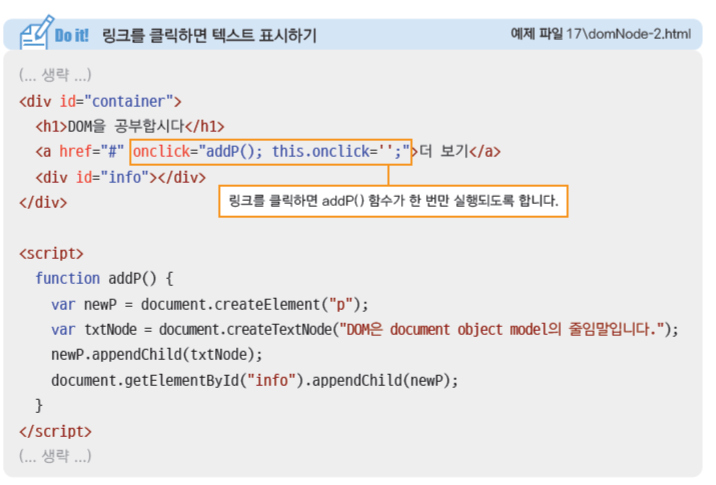 Do it! 링크를 클릭하면 텍스트 표시하기
예제 파일 17\domNode-2.html
(... 생략 ...)
<div id="container">
<h1>DOM을 공부합시다</h1>
<a href="#" onclick="addP(); this.onclick='';">더 보기</a>
<div id="info"></div>
</div>
링크를 클릭하면 addP() 함수가 한 번만 실행되도록 합니다.
<script>
function addP() {
var newP = document.createElement("p");
var txtNode = document.createTextNode("DOM은 document object model의 줄임말입니다.");
newP.appendChild(txtNode);
document.getElementById("info").appendChild(newP);
}
</script>
(... 생략 ...)